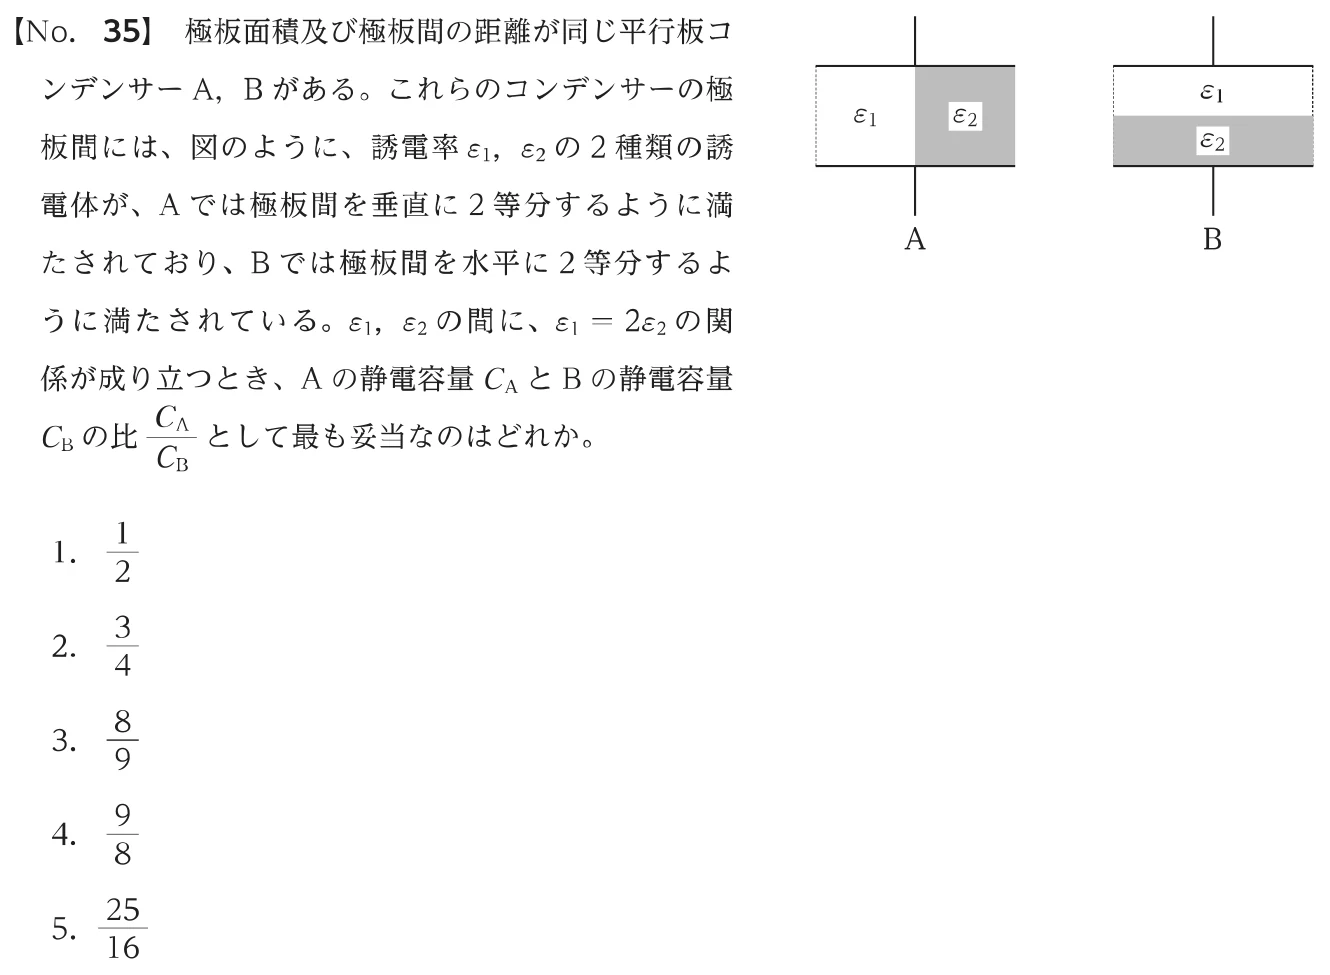 【No. 35】 極板面積及び極板間の距離が同じ平行板コ
ンデンサー A, B がある。これらのコンデンサーの極
板間には、図のように、誘電率 ε₁, ε₂ の 2 種類の誘
電体が、A では極板間を垂直に 2 等分するように満
たされており、B では極板間を水平に 2 等分するよ
うに満たされている。ε₁, ε₂ の間に、ε₁ = 2ε₂ の関
係が成り立つとき、A の静電容量 C_A と B の静電容量
C_B の比 C_A/C_B として最も妥当なのはどれか。
1. 1/2
2. 3/4
3. 8/9
4. 9/8
5. 25/16
ε₁ ε₂
A
ε₁
ε₂
B